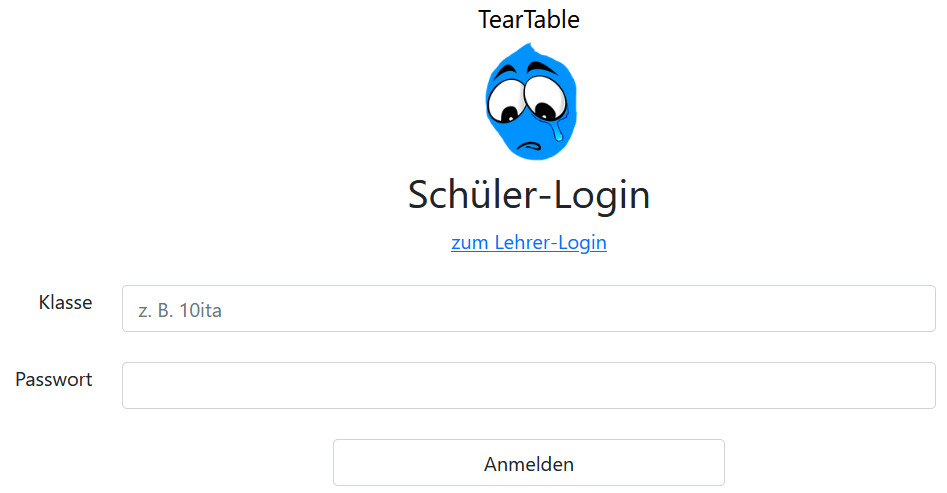 TearTable
Schüler-Login
zum Lehrer-Login
Klasse
z. B. 10ita
Passwort
Anmelden